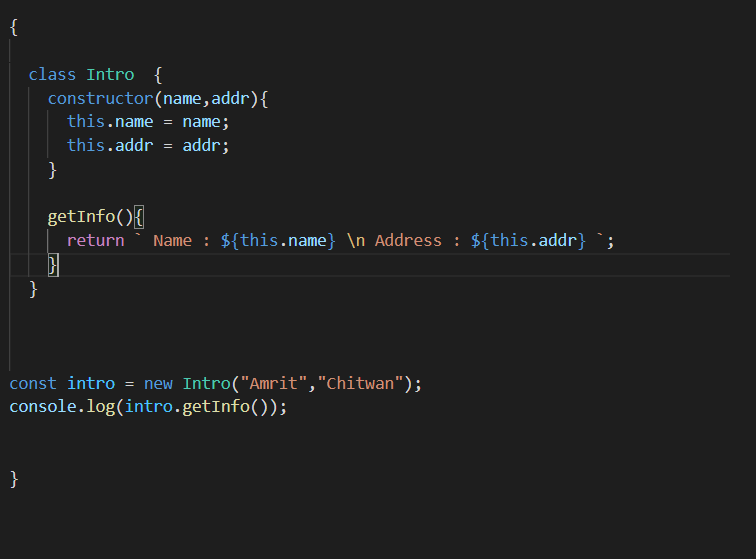 {
class Intro  {
constructor(name,addr){
this.name = name;
this.addr = addr;
}
getInfo(){
return ` Name : ${this.name} \n Address : ${this.addr} `;
}
}
const intro = new Intro("Amrit","Chitwan");
console.log(intro.getInfo());
}